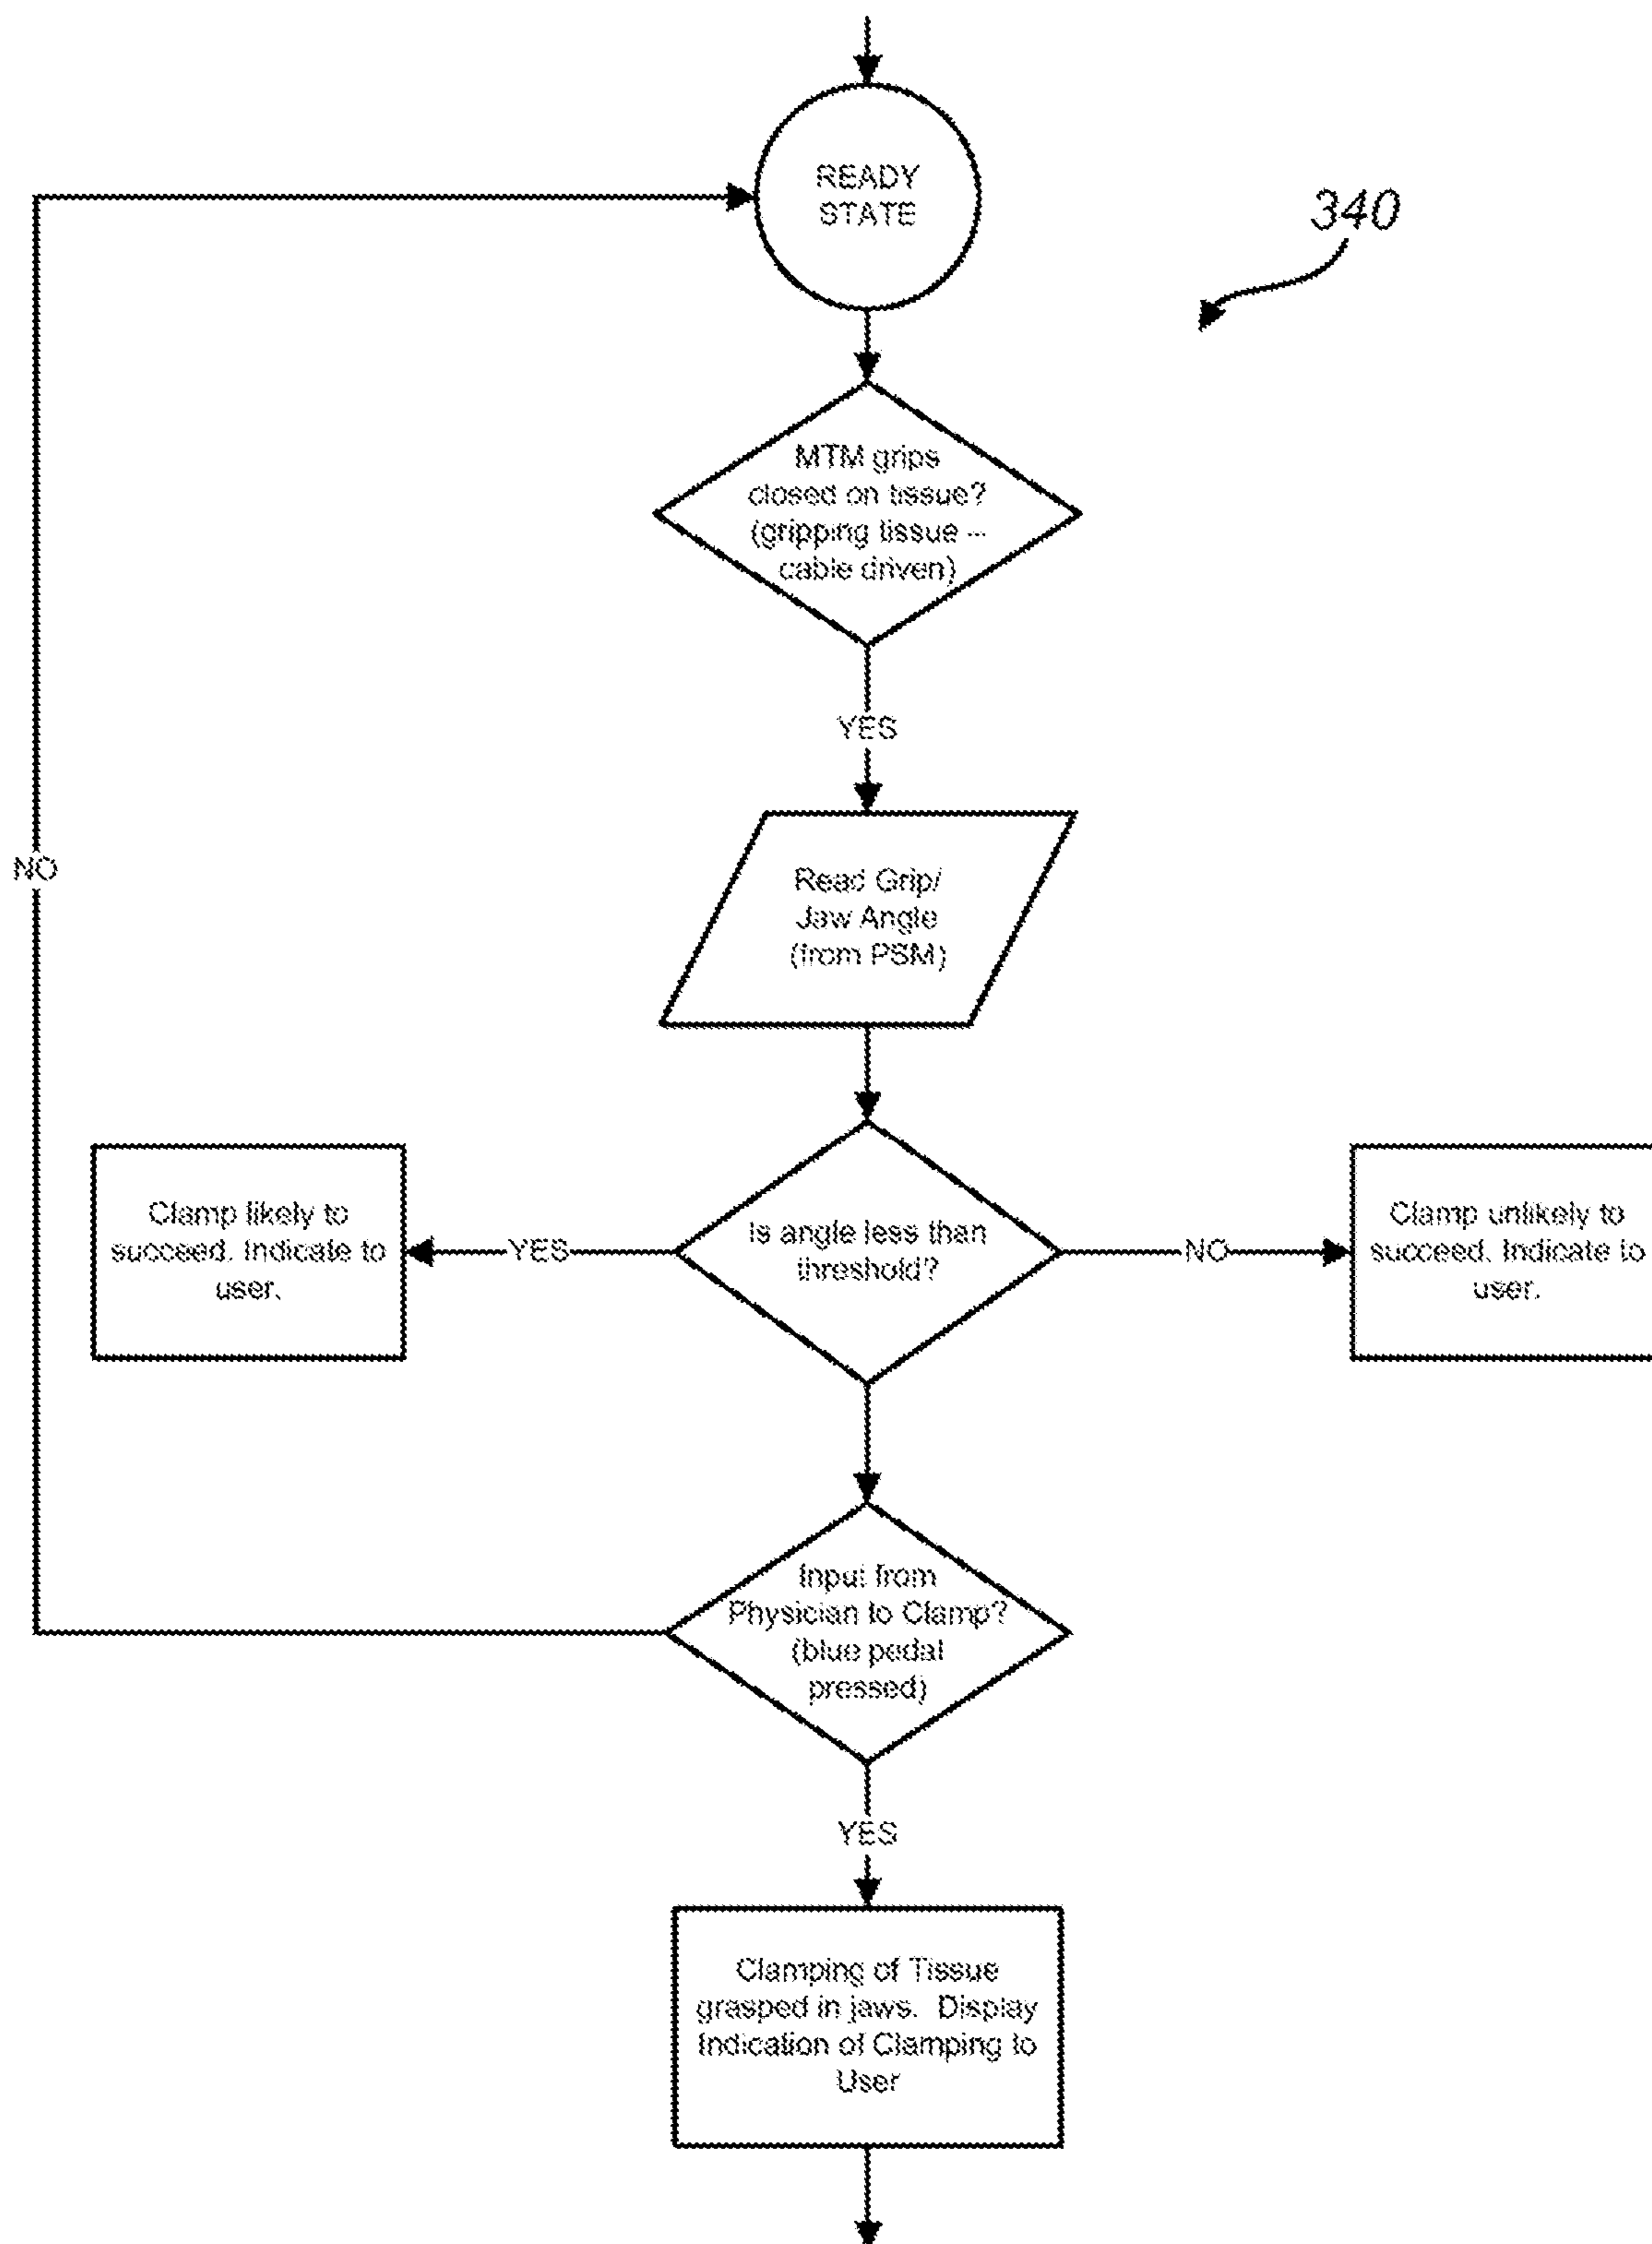 READY
STATE
340
MTM grips
closed on tissue?
(gripping tissue –
cable driven)
YES
NO
Read Grip/
Jaw Angle
(from PSM)
Clamp likely to
succeed. Indicate to
user.
YES
Is angle less than
threshold?
NO
Clamp unlikely to
succeed. Indicate to
user.
Input from
Physician to Clamp?
(blue pedal
pressed)
YES
Clamping of Tissue
grasped in jaws. Display
Indication of Clamping to
User